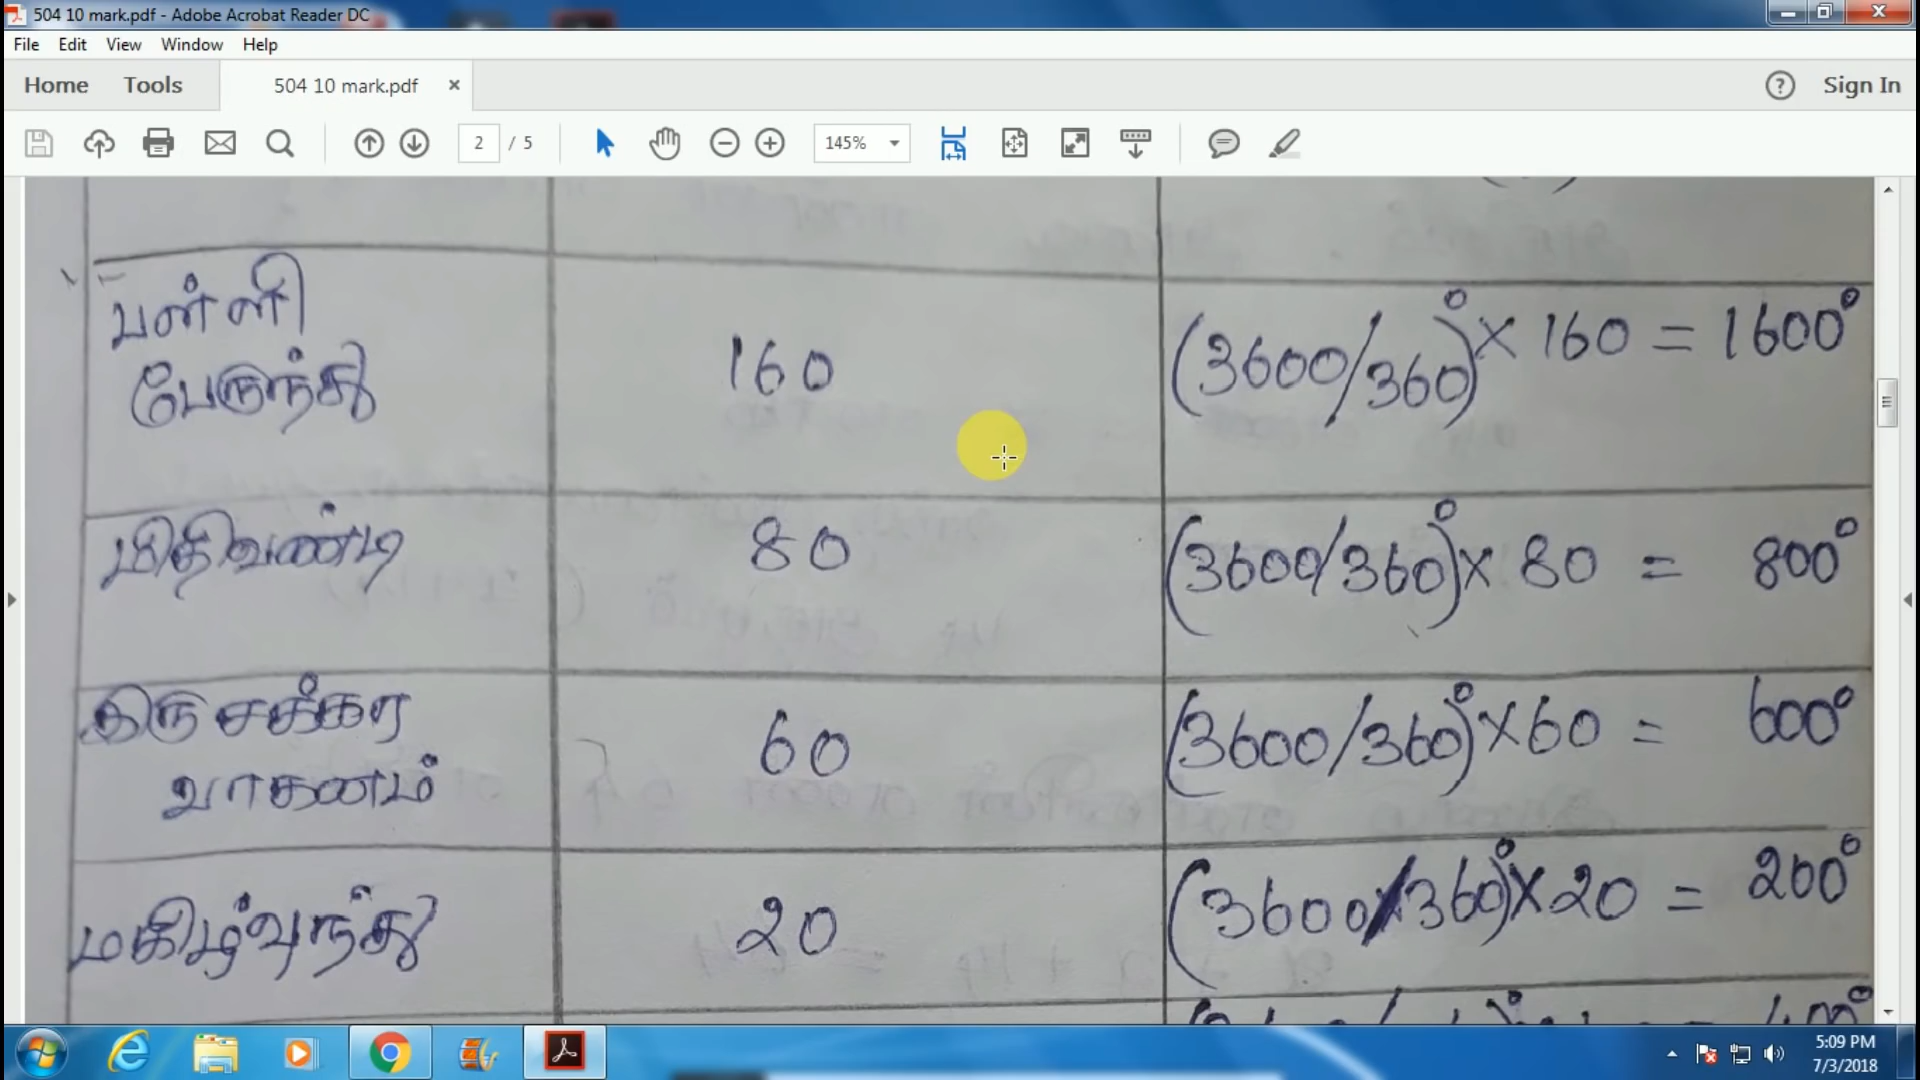 504 10 mark.pdf - Adobe Acrobat Reader DC
File Edit View Window Help
Home Tools 504 10 mark.pdf × Sign In
2 / 5 145%
பள்ளி
பேருந்து
160
(3600/360)° × 160 = 1600°
மிதிவண்டி
80
(3600/360)° × 80 = 800°
இரு சக்கர
வாகணம்
60
(3600/360)° × 60 = 600°
மகிழ்வுந்து
20
(3600/360)° × 20 = 200°
5:09 PM
7/3/2018